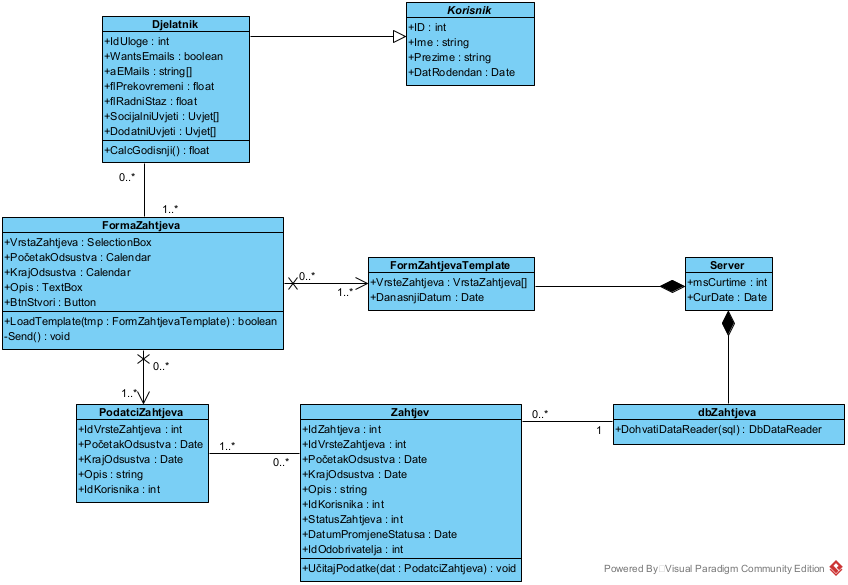 Djelatnik
+IdUloge : int
+WantsEmails : boolean
+aEMails : string[]
+flPrekovremeni : float
+flRadniStaz : float
+SocijalniUvjeti : Uvjet[]
+DodatniUvjeti : Uvjet[]
+CalcGodisnji() : float
Korisnik
+ID : int
+Ime : string
+Prezime : string
+DatRodendan : Date
0..*
1..*
FormaZahtjeva
+VrstaZahtjeva : SelectionBox
+PočetakOdsustva : Calendar
+KrajOdsustva : Calendar
+Opis : TextBox
+BtnStvori : Button
+LoadTemplate(tmp : FormZahtjevaTemplate) : boolean
-Send() : void
0..*
1..*
FormZahtjevaTemplate
+VrsteZahtjeva : VrstaZahtjeva[]
+DanasnjiDatum : Date
Server
+msCurtime : int
+CurDate : Date
0..*
1..*
PodatciZahtjeva
+IdVrsteZahtjeva : int
+PočetakOdsustva : Date
+KrajOdsustva : Date
+Opis : string
+IdKorisnika : int
1..*
0..*
Zahtjev
+IdZahtjeva : int
+IdVrsteZahtjeva : int
+PočetakOdsustva : Date
+KrajOdsustva : Date
+Opis : string
+IdKorisnika : int
+StatusZahtjeva : int
+DatumPromjeneStatusa : Date
+IdOdobrivatelja : int
+UčitajPodatke(dat : PodatciZahtjeva) : void
0..*
1
dbZahtjeva
+DohvatiDataReader(sql) : DbDataReader
Powered By Visual Paradigm Community Edition